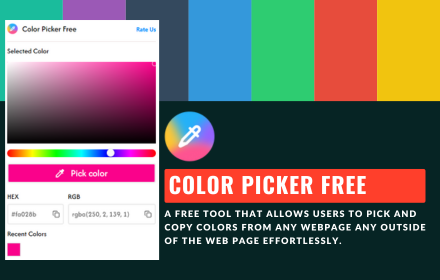 Color Picker Free
Rate Us
Selected Color
Pick color
HEX
RGB
#fa028b
rgba(250, 2, 139, 1)
Recent Colors
COLOR PICKER FREE
A FREE TOOL THAT ALLOWS USERS TO PICK AND
COPY COLORS FROM ANY WEBPAGE ANY OUTSIDE
OF THE WEB PAGE EFFORTLESSLY.